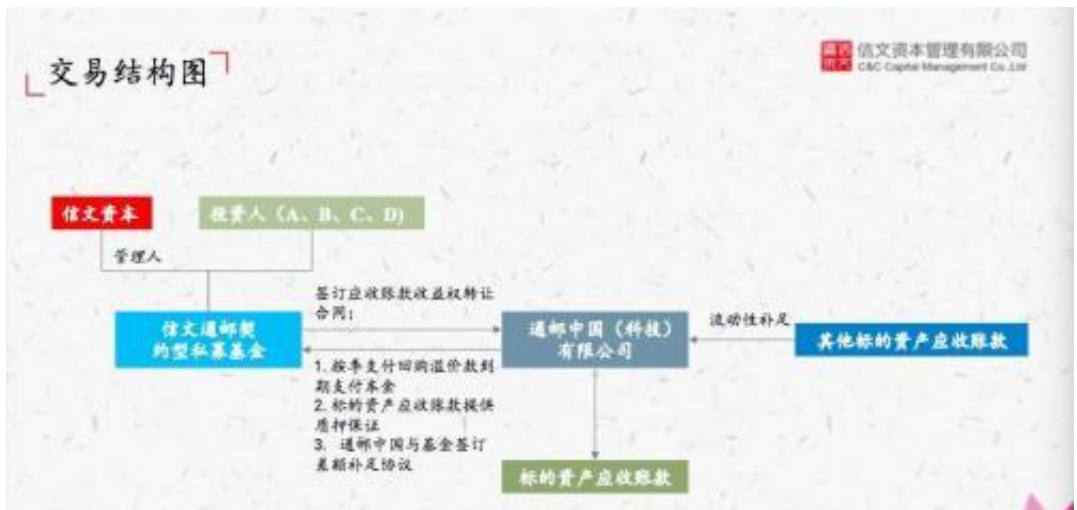 交易结构图
信文资本管理有限公司
C&C Capital Management Co.,Ltd
信文资本
投资人（A、B、C、D)
管理人
签订应收账款收益权转让
合同；
信文通邮契
约型私募基金
通邮中国（科技）
有限公司
流动性补足
其他标的资产应收账款
1. 按季支付回购溢价款到
期支付本金
2. 标的资产应收账款提供
质押保证
3. 通邮中国与基金签订
差额补足协议
标的资产应收账款